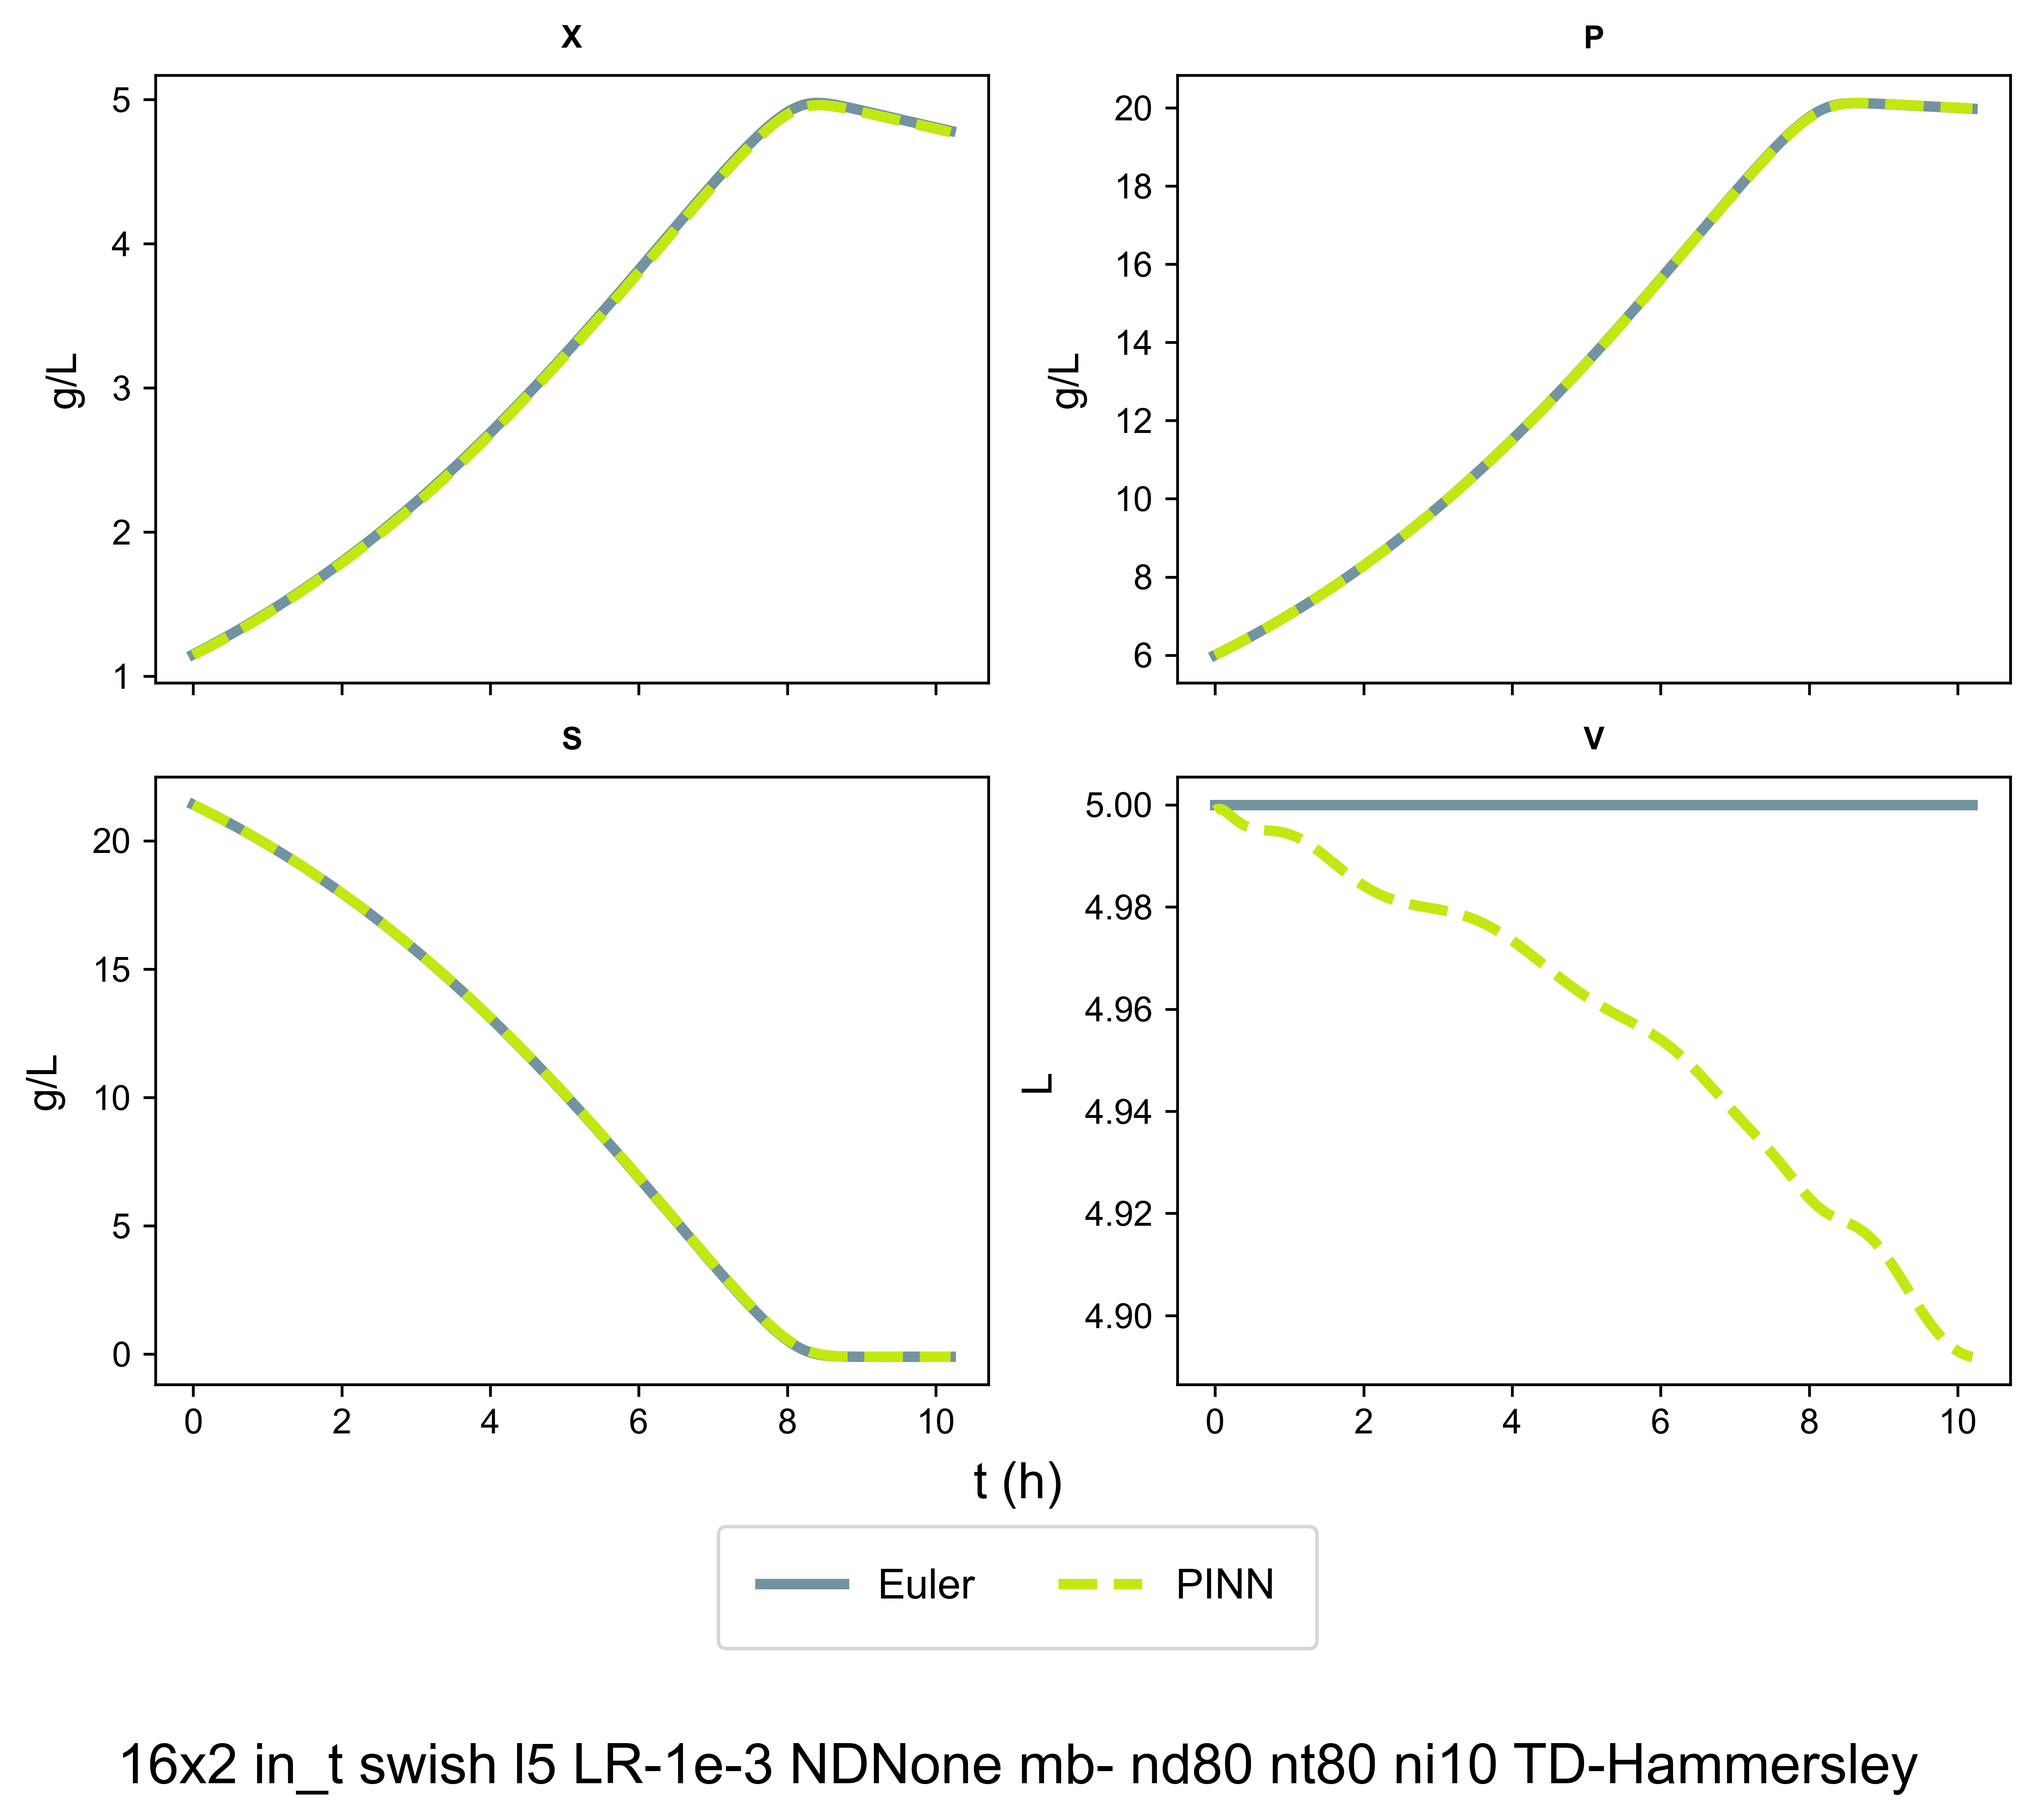 X
P
5
4
3
2
1
g/L
20
18
16
14
12
10
8
6
g/L
S
V
20
15
10
5
0
g/L
0 2 4 6 8 10
5.00
4.98
4.96
4.94
4.92
4.90
L
0 2 4 6 8 10
t (h)
Euler PINN
16x2 in_t swish l5 LR-1e-3 NDNone mb- nd80 nt80 ni10 TD-Hammersley